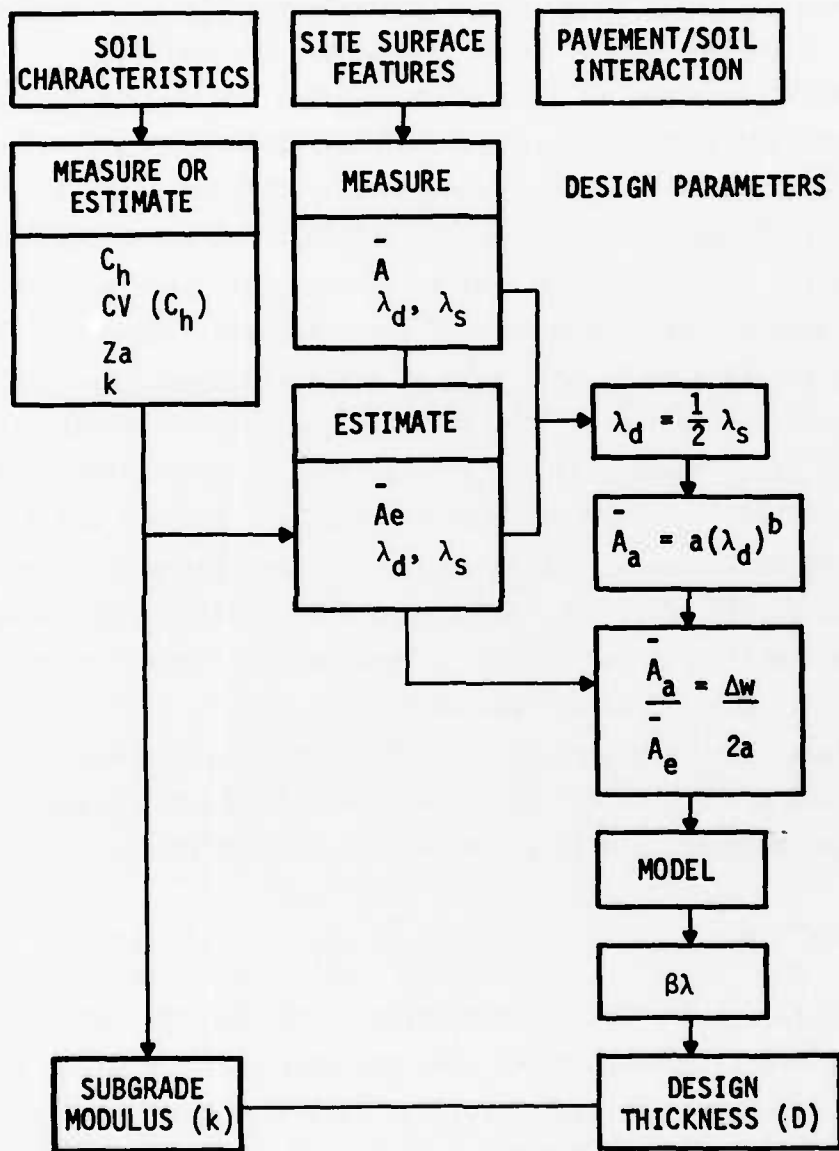 SOIL
CHARACTERISTICS
SITE SURFACE
FEATURES
PAVEMENT/SOIL
INTERACTION
MEASURE OR
ESTIMATE
C_h
CV (C_h)
Za
k
MEASURE
Ā
λ_d, λ_s
DESIGN PARAMETERS
ESTIMATE
Āe
λ_d, λ_s
λ_d = 1/2 λ_s
Ā_a = a(λ_d)^b
Ā_a/Ā_e = Δw/2a
MODEL
βλ
SUBGRADE
MODULUS (k)
DESIGN
THICKNESS (D)